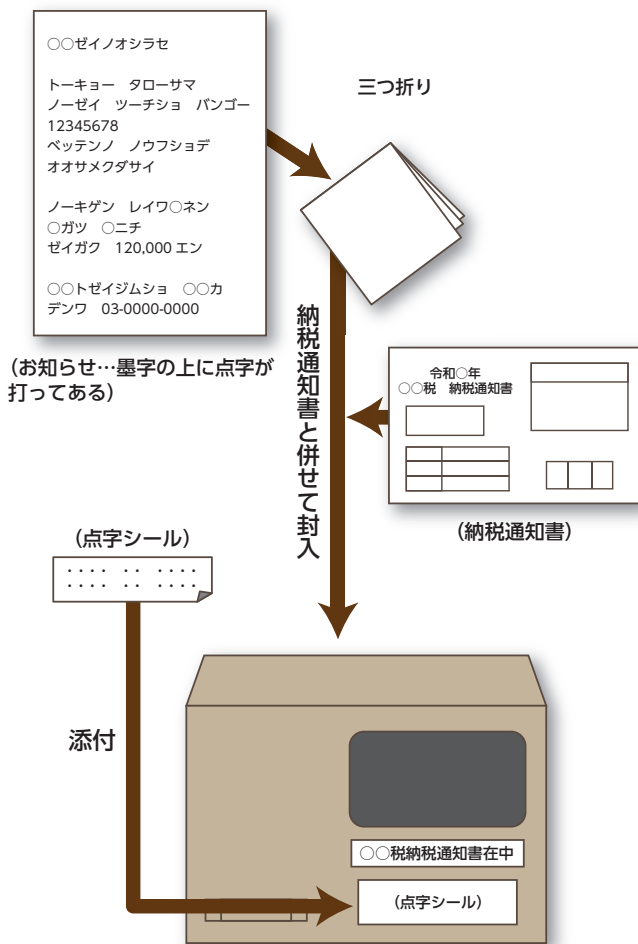 ○○ゼイノオシラセ
トーキョー　タローサマ
ノーゼイ　ツーチショ　バンゴー
12345678
ベッテンノ　ノウフショデ
オオサメクダサイ
ノーキゲン　レイワ○ネン
○ガツ　○ニチ
ゼイガク　120,000 エン
○○トゼイジムショ　○○カ
デンワ　03-0000-0000
(お知らせ…墨字の上に点字が
打ってある)
三つ折り
納税通知書と併せて封入
令和○年
○○税　納税通知書
(納税通知書)
(点字シール)
添付
○○税納税通知書在中
(点字シール)